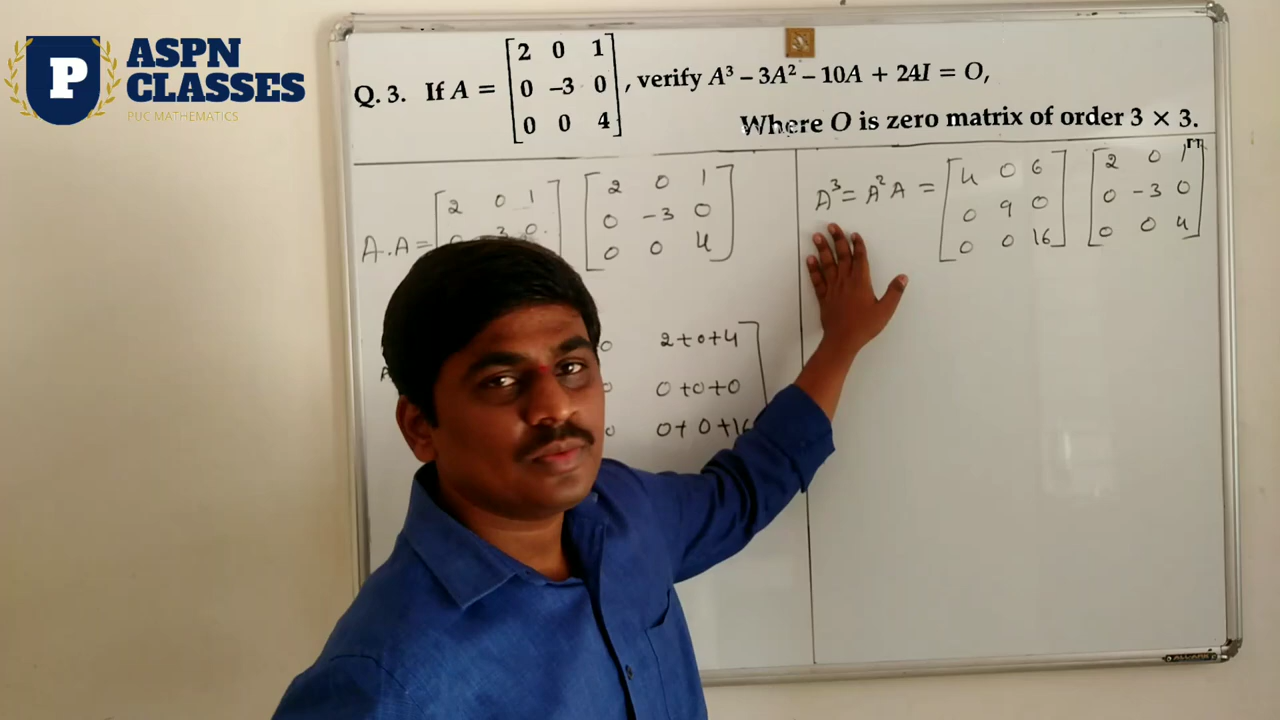 P
ASPN
CLASSES
PUC MATHEMATICS
Q. 3. If A = [2 0 1
0 –3 0
0 0 4], verify A³ – 3A² – 10A + 24I = O,
Where O is zero matrix of order 3 × 3.
A.A = [2 0 1
0.
] [2 0 1
0 -3 0
0 0 4]
0 2+0+4
0+0+0
0 0+0+16
A³ = A²A = [4 0 6
0 9 0
0 0 16] [2 0 1
0 -3 0
0 0 4]